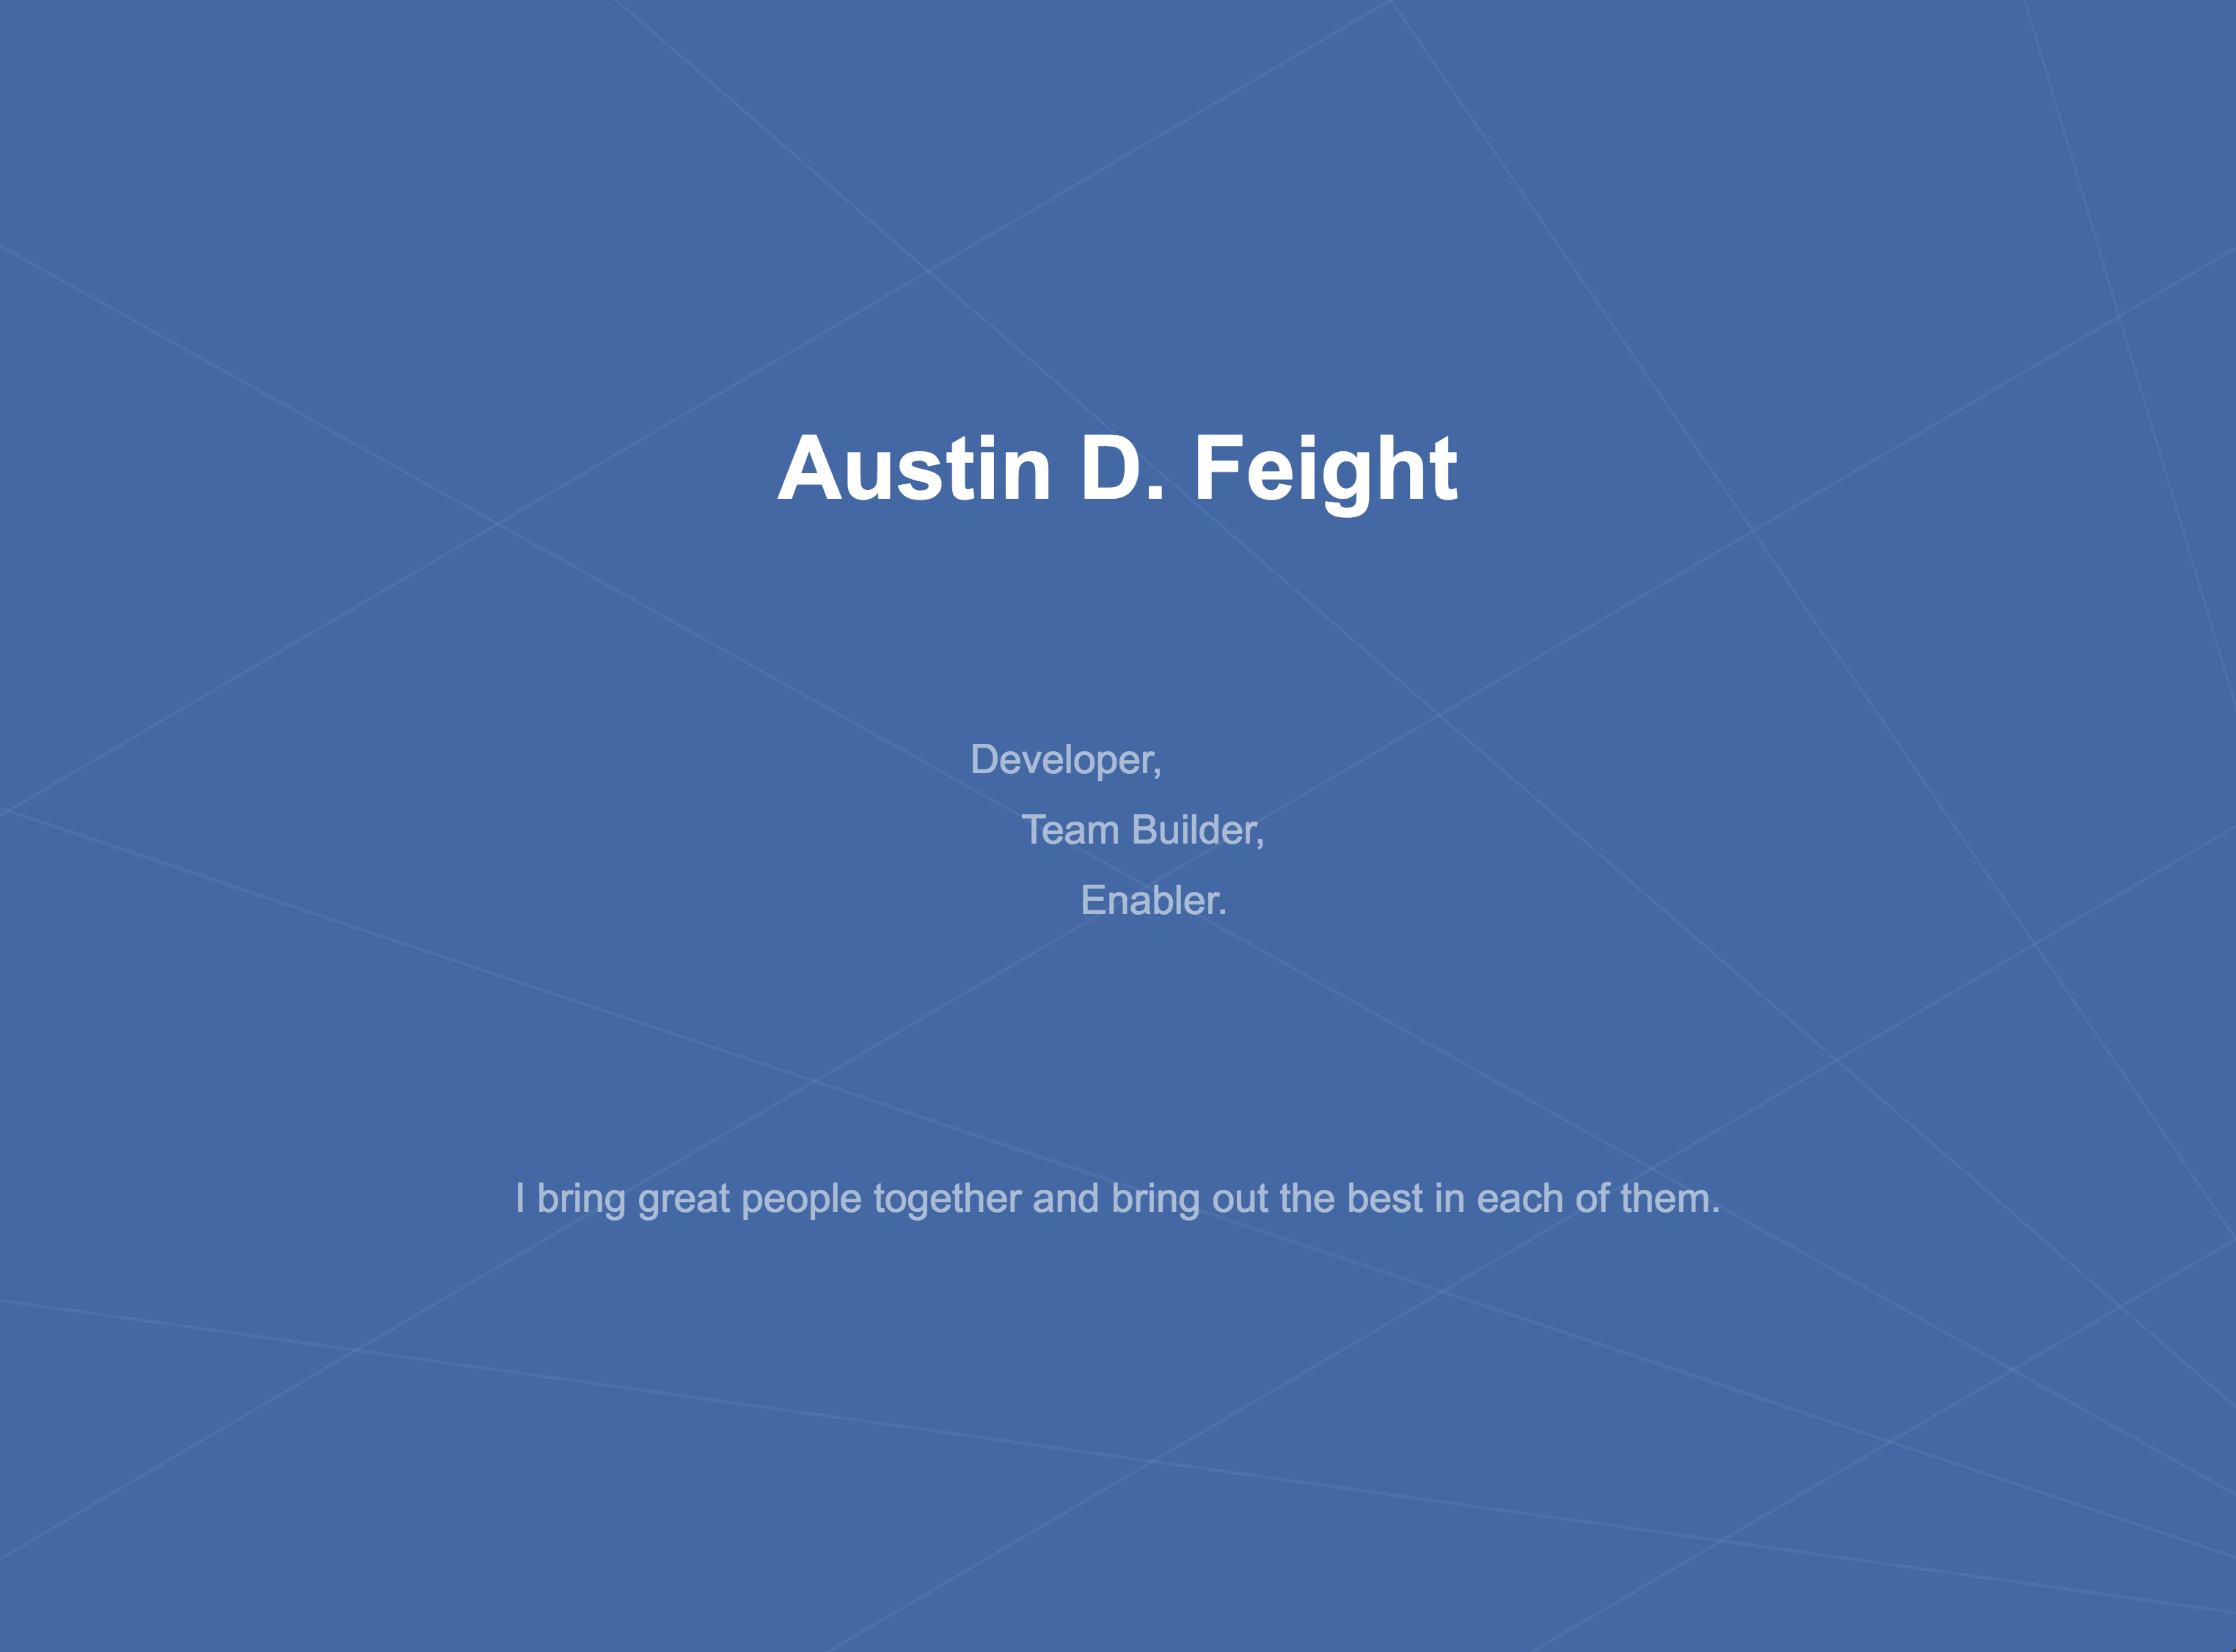 Austin D. Feight
Developer,
Team Builder,
Enabler.
I bring great people together and bring out the best in each of them.